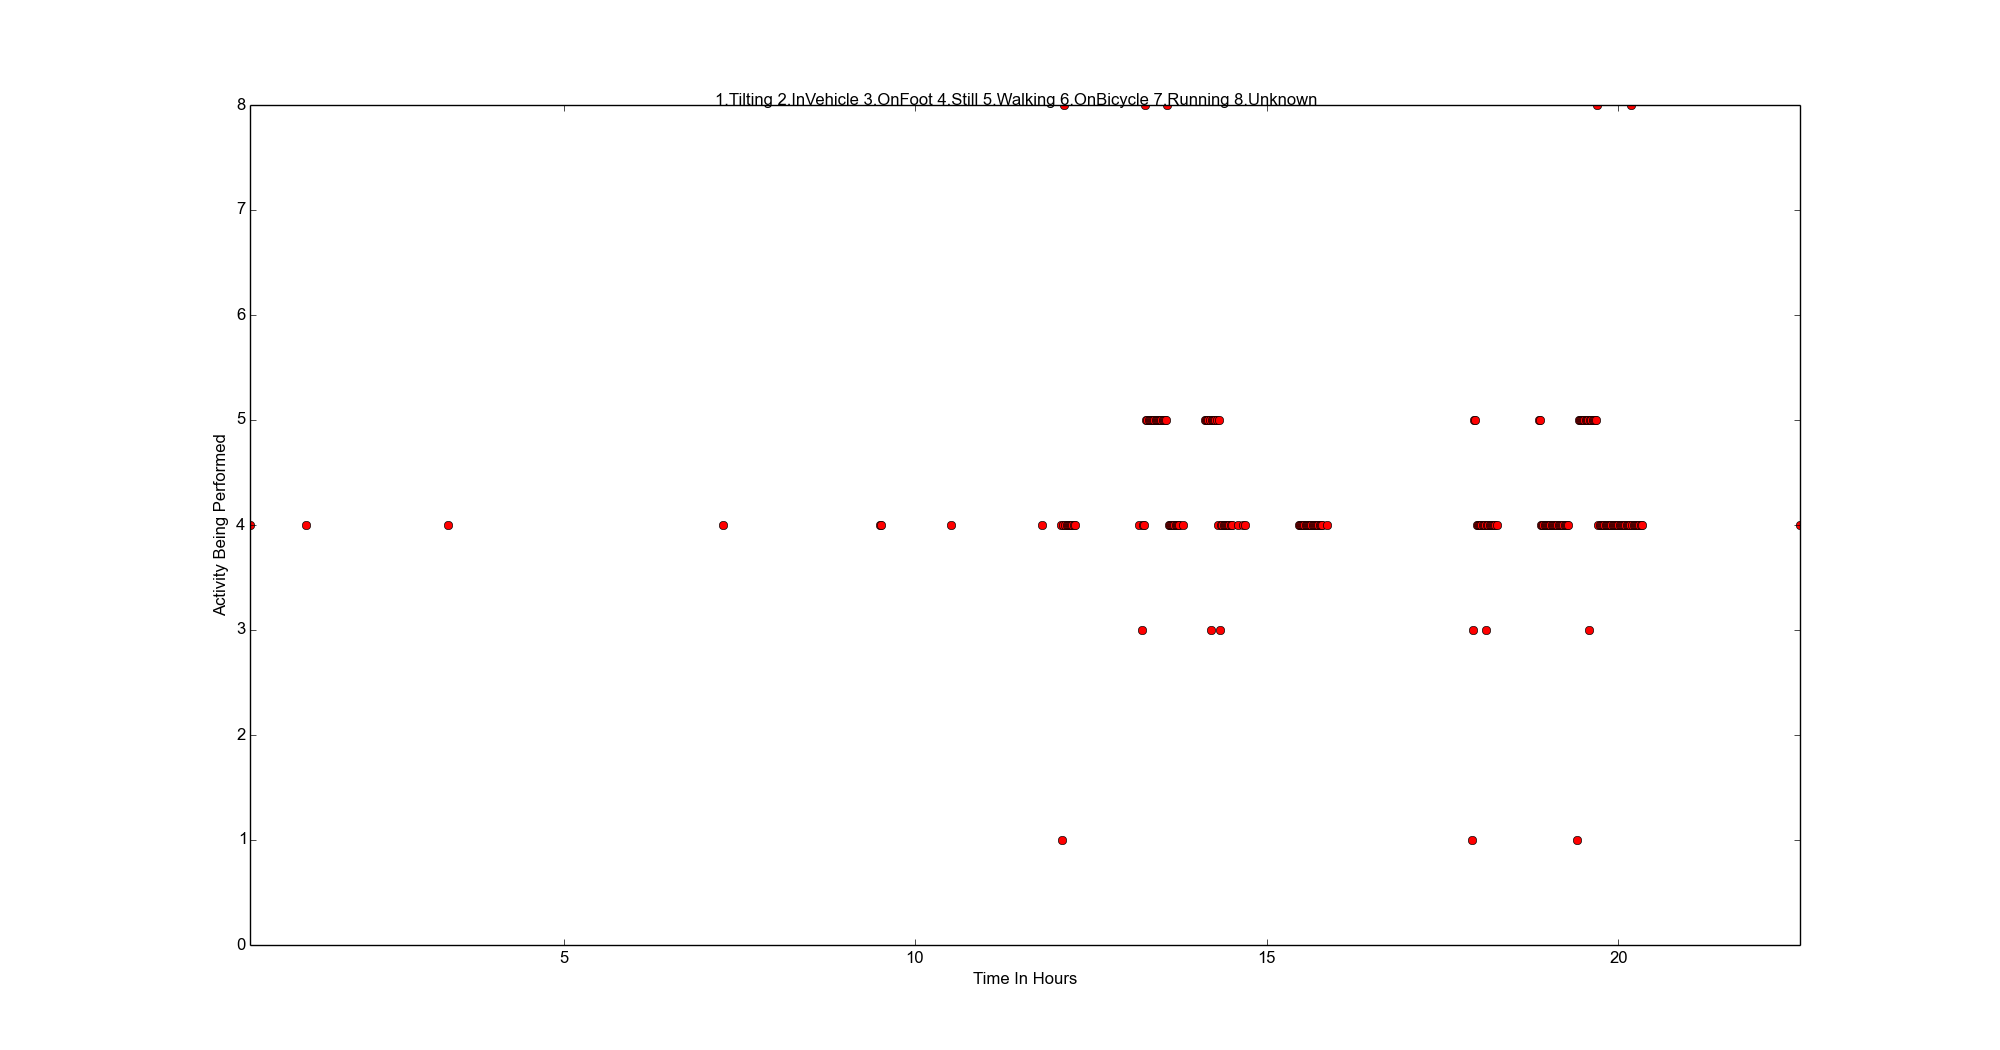 1.Tilting 2.InVehicle 3.OnFoot 4.Still 5.Walking 6.OnBicycle 7.Running 8.Unknown
8
7
6
5
4
3
2
1
0
Activity Being Performed
5 10 15 20
Time In Hours